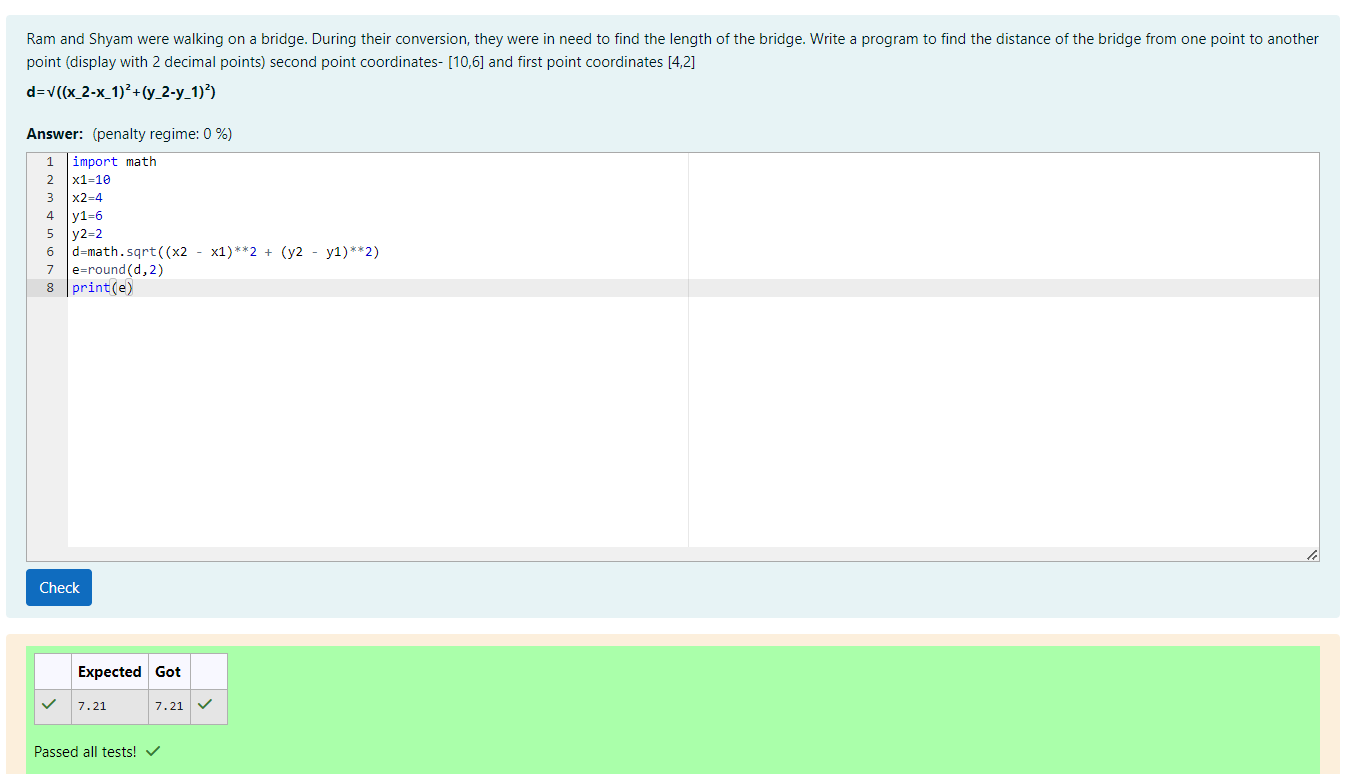 Ram and Shyam were walking on a bridge. During their conversion, they were in need to find the length of the bridge. Write a program to find the distance of the bridge from one point to another
point (display with 2 decimal points) second point coordinates- [10,6] and first point coordinates [4,2]
d=√((x_2-x_1)²+(y_2-y_1)²)
Answer: (penalty regime: 0 %)
1 import math
2 x1=10
3 x2=4
4 y1=6
5 y2=2
6 d=math.sqrt((x2 - x1)**2 + (y2 - y1)**2)
7 e=round(d,2)
8 print(e)
Check
Expected Got
7.21 7.21
Passed all tests!